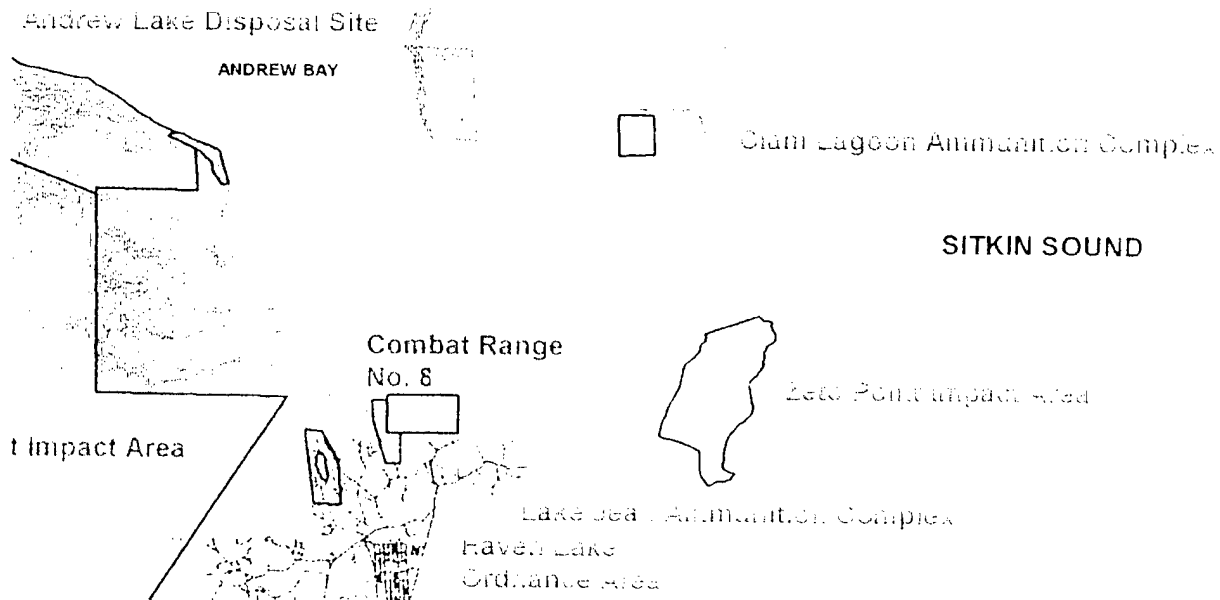 Andrew Lake Disposal Site
ANDREW BAY
Clam Lagoon Ammunition Complex
SITKIN SOUND
Combat Range
No. 8
Zeto Point Impact Area
t Impact Area
Lake Jean Ammunition Complex
Haven Lake
Ordnance Area